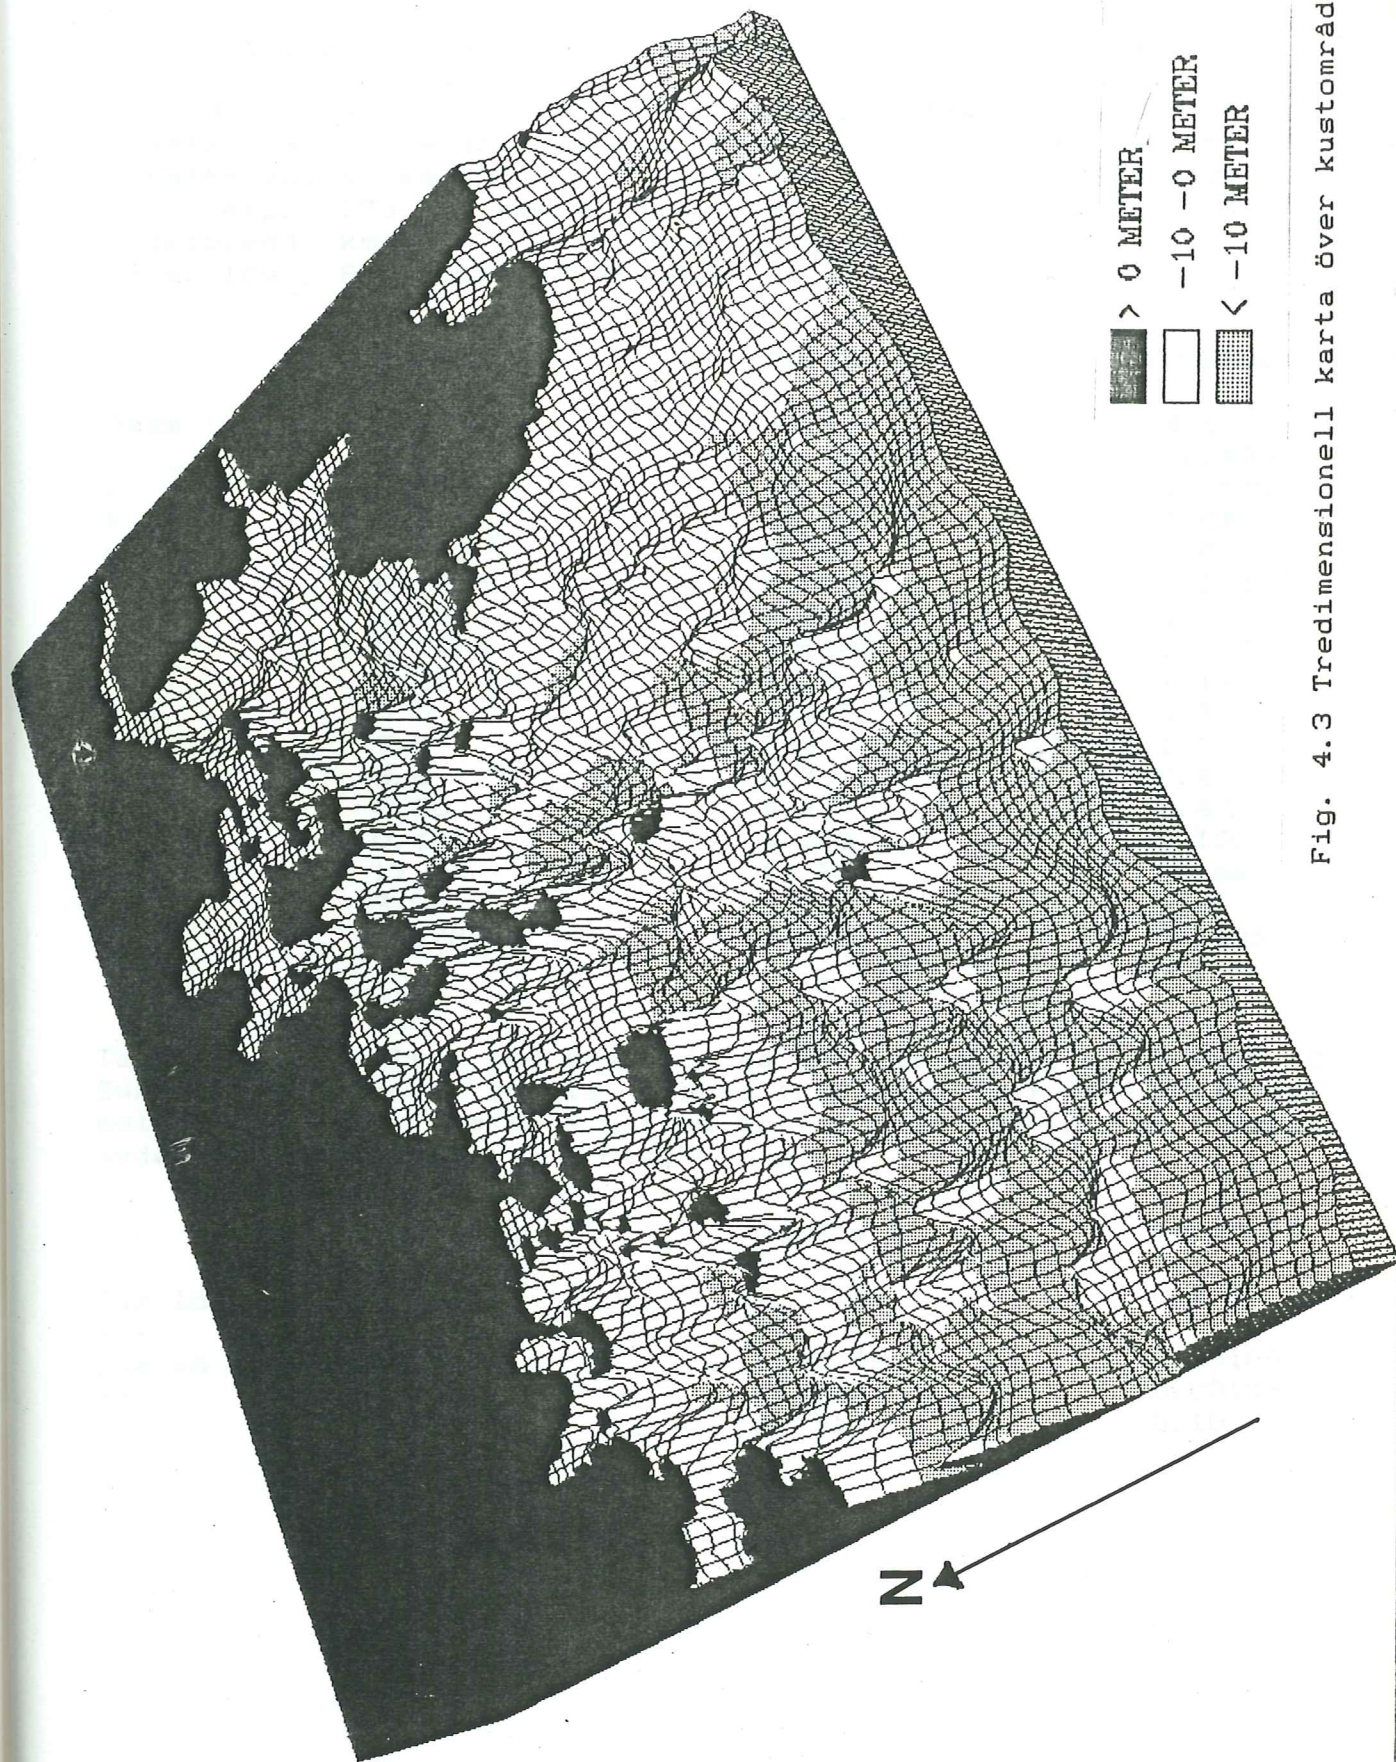 > 0 METER
-10 -0 METER
< -10 METER
N
Fig. 4.3 Tredimensionell karta över kustområd